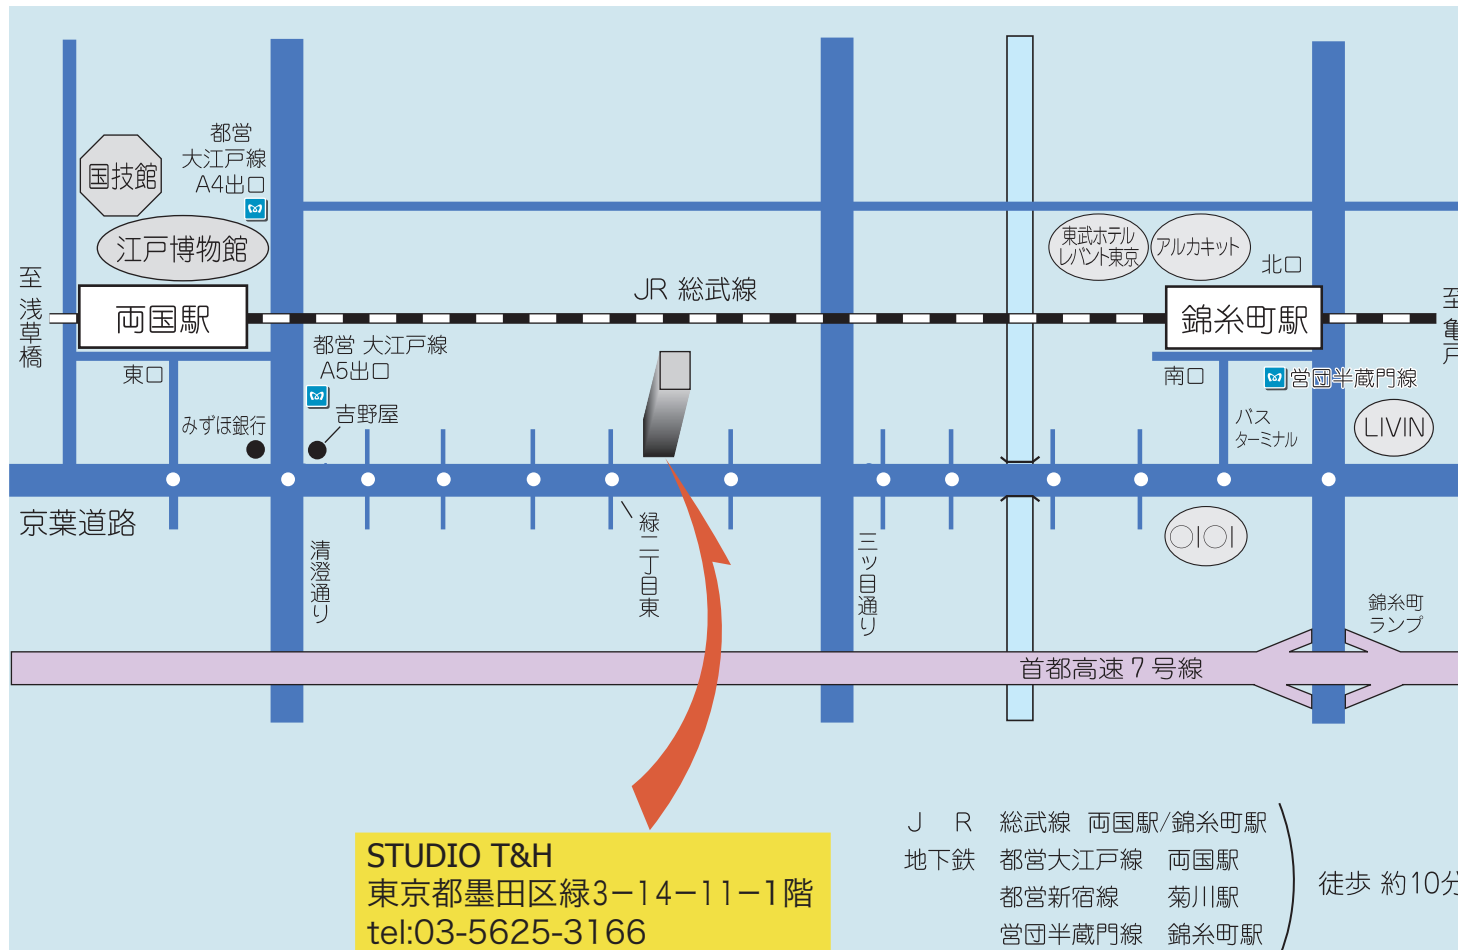 都営
大江戸線
A4出口
国技館
江戸博物館
至 浅草橋
両国駅
東口
JR 総武線
都営 大江戸線
A5出口
吉野屋
みずほ銀行
東武ホテル
レバント東京
アルカキット
北口
錦糸町駅
至 亀戸
南口
営団半蔵門線
バス
ターミナル
LIVIN
京葉道路
清澄通り
緑二丁目東
三ッ目通り
○|○|
錦糸町
ランプ
首都高速7号線
STUDIO T&H
東京都墨田区緑3-14-11-1階
tel:03-5625-3166
JR 総武線 両国駅/錦糸町駅
地下鉄 都営大江戸線 両国駅
都営新宿線 菊川駅
営団半蔵門線 錦糸町駅
徒歩 約10分